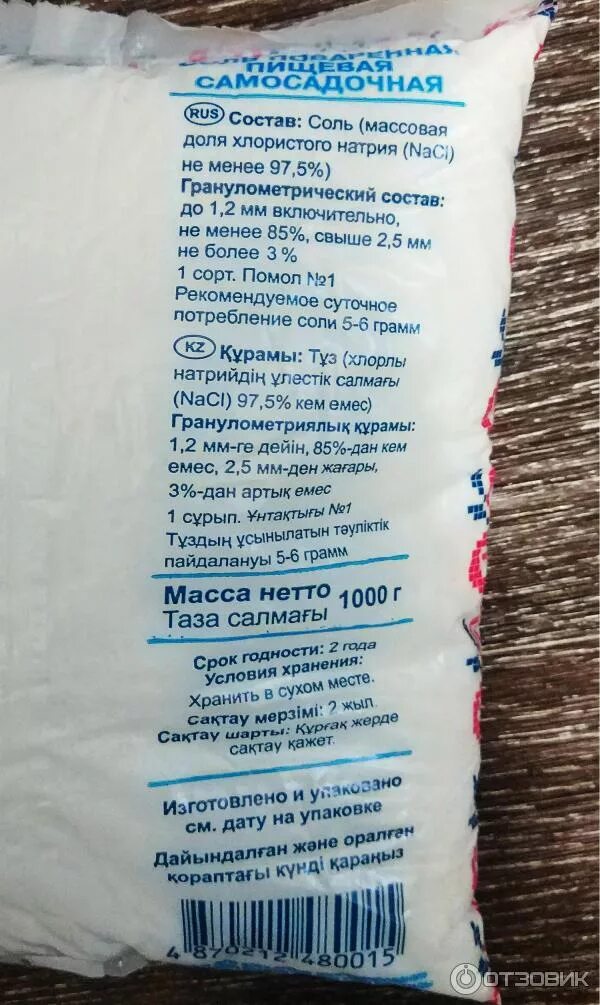 ПОВАРЕННАЯ
ПИЩЕВАЯ
САМОСАДОЧНАЯ
RUS Состав: Соль (массовая
доля хлористого натрия (NaCl)
не менее 97,5%)
Гранулометрический состав:
до 1,2 мм включительно,
не менее 85%, свыше 2,5 мм
не более 3 %
1 сорт. Помол №1
Рекомендуемое суточное
потребление соли 5-6 грамм
KZ Құрамы: Тұз (хлорлы
натрийдің үлестік салмағы
(NaCl) 97,5% кем емес)
Гранулометриялық құрамы:
1,2 мм-ге дейін, 85%-дан кем
емес, 2,5 мм-ден жағары,
3%-дан артық емес
1 сұрып. Ұнтақтығы №1
Тұздың ұсынылатын тәуліктік
пайдалануы 5-6 грамм
Масса нетто 1000 г
Таза салмағы
Срок годности: 2 года
Условия хранения:
Хранить в сухом месте.
Сақтау мерзімі: 2 жыл.
Сақтау шарты: Құрғақ жерде
сақтау қажет.
Изготовлено и упаковано
см. дату на упаковке
Дайындалған және оралған
қораптағы күнді қараңыз
4 870212 480015
ОТЗОВИК